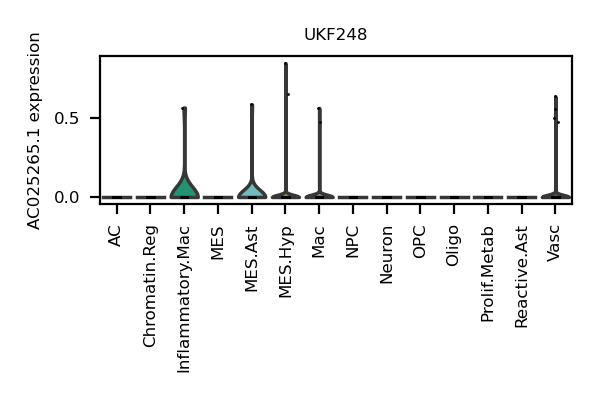 UKF248
AC025265.1 expression
0.5
0.0
AC
Chromatin.Reg
Inflammatory.Mac
MES
MES.Ast
MES.Hyp
Mac
NPC
Neuron
OPC
Oligo
Prolif.Metab
Reactive.Ast
Vasc